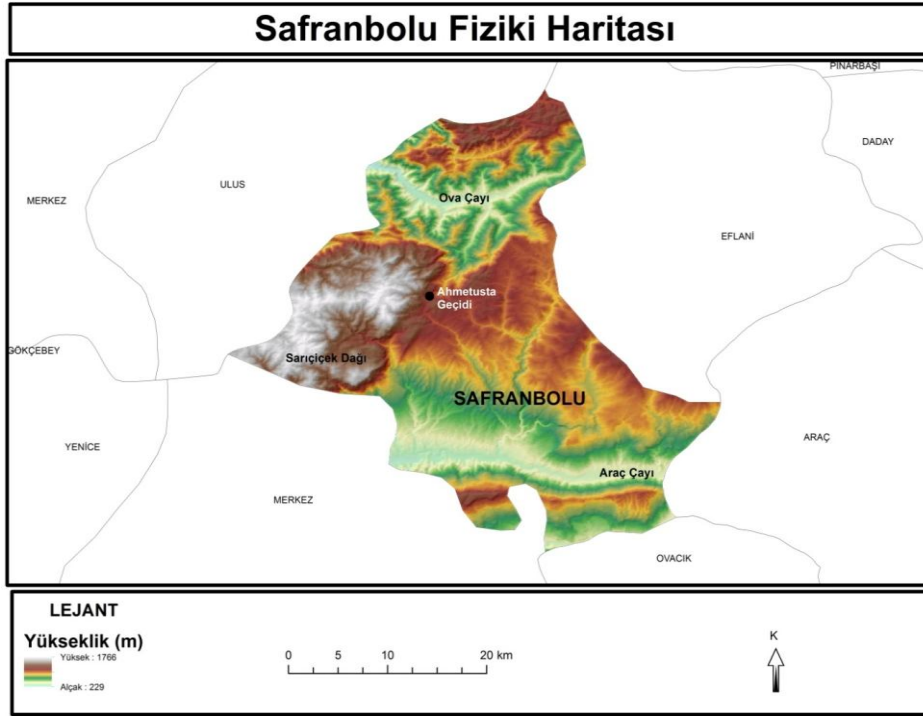 Safranbolu Fiziki Haritası
PINARBAŞI
DADAY
ULUS
MERKEZ
Ova Çayı
EFLANİ
Ahmetusta
Geçidi
GÖKÇEBEY
Sarıçiçek Dağı
SAFRANBOLU
YENİCE
ARAÇ
Araç Çayı
MERKEZ
OVACIK
LEJANT
Yükseklik (m)
Yüksek : 1766
Alçak : 229
0 5 10 20 km
K